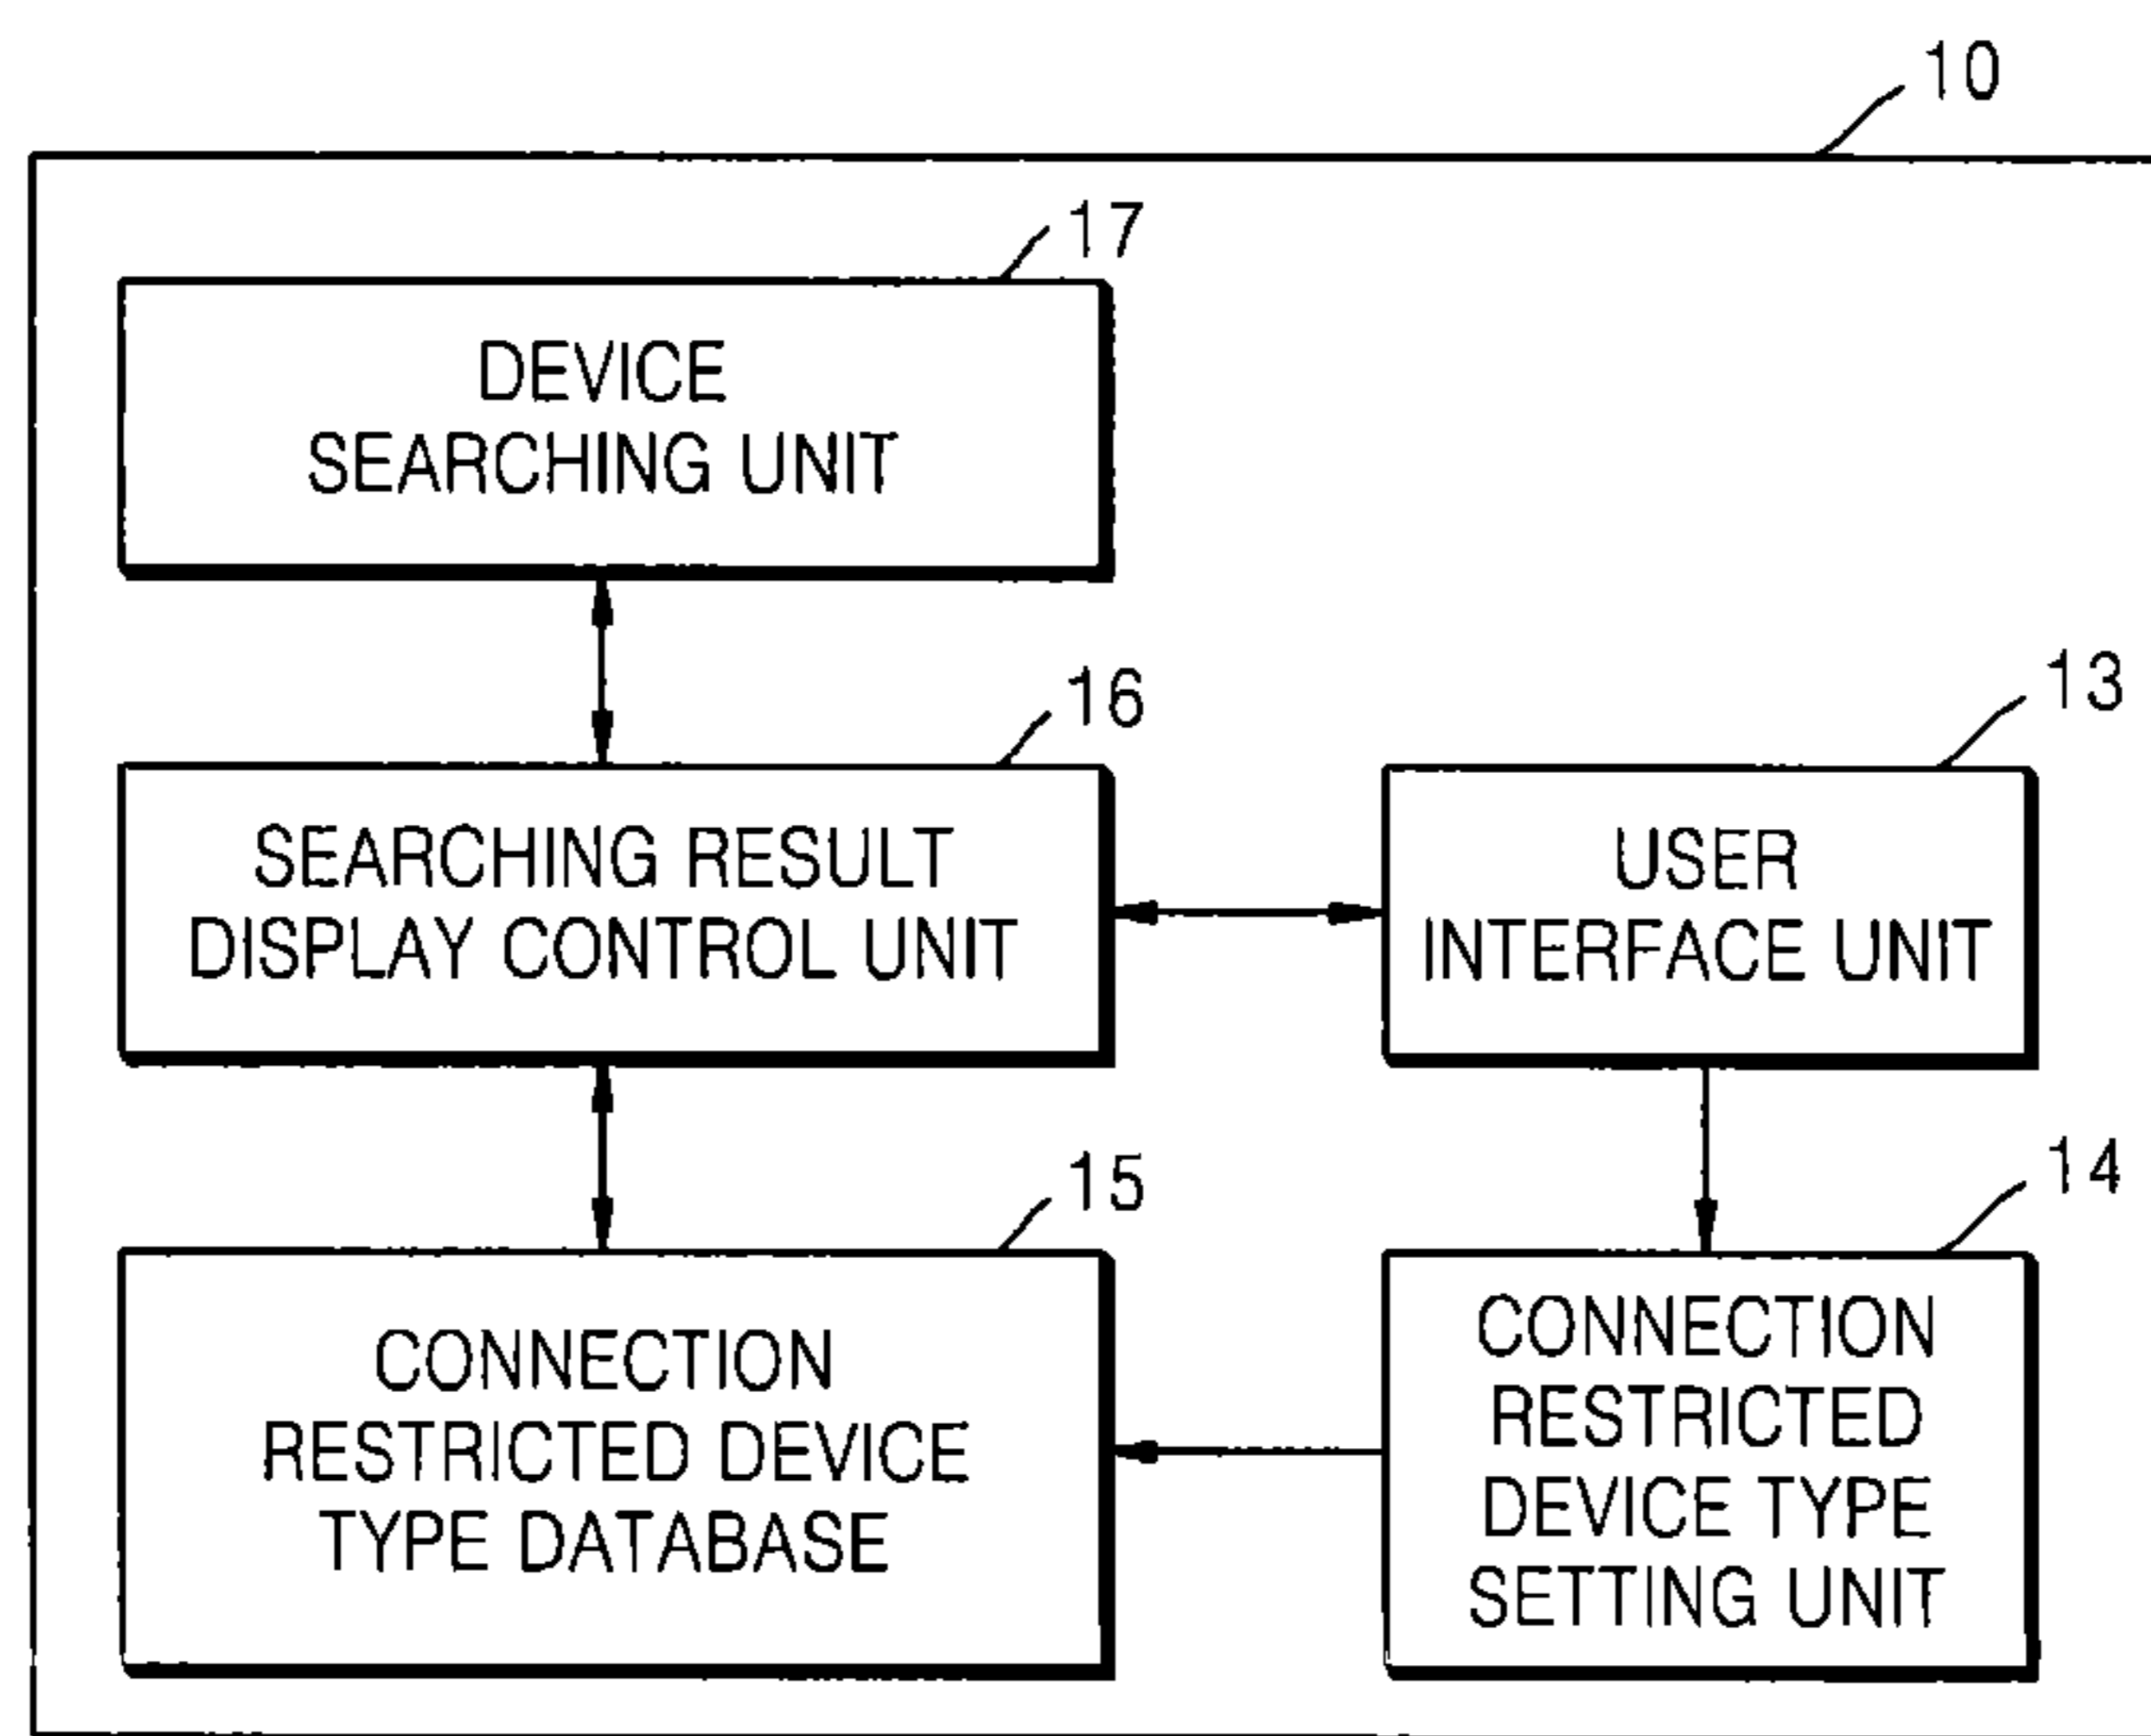 10
17
DEVICE
SEARCHING UNIT
16
SEARCHING RESULT
DISPLAY CONTROL UNIT
13
USER
INTERFACE UNIT
15
CONNECTION
RESTRICTED DEVICE
TYPE DATABASE
14
CONNECTION
RESTRICTED
DEVICE TYPE
SETTING UNIT